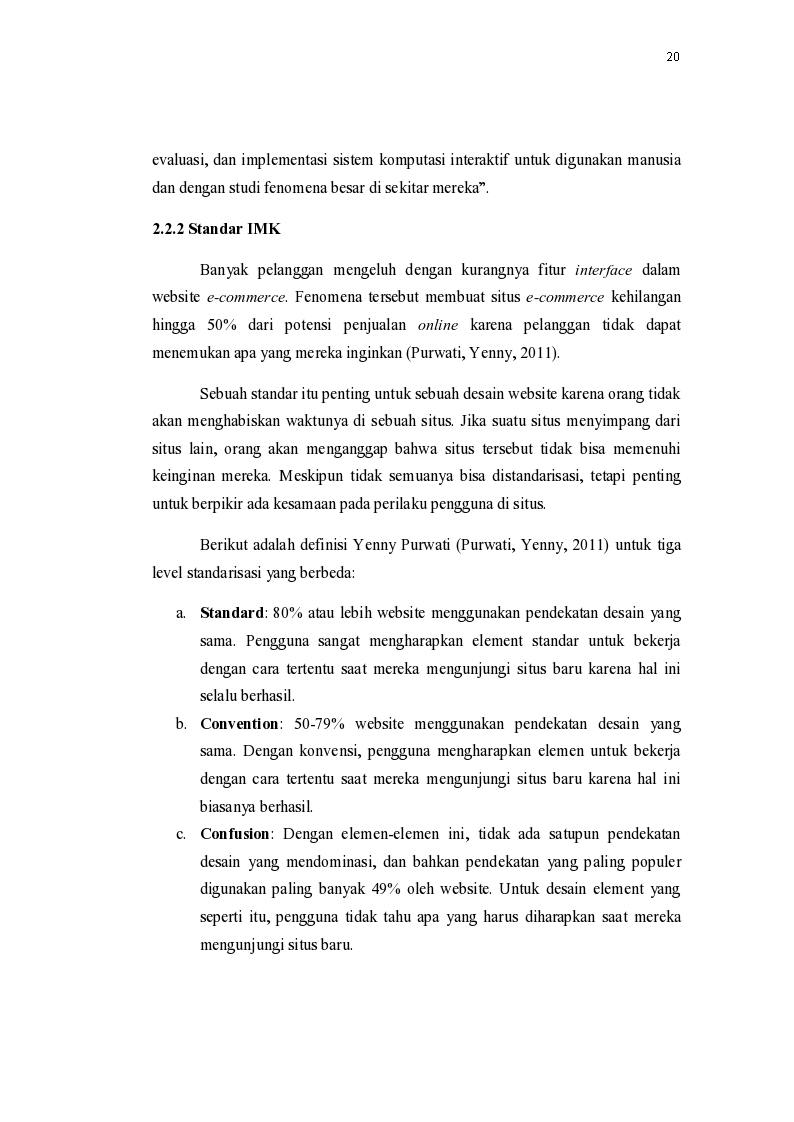 20
evaluasi, dan implementasi sistem komputasi interaktif untuk digunakan manusia
dan dengan studi fenomena besar di sekitar mereka”.
2.2.2 Standar IMK
Banyak pelanggan mengeluh dengan kurangnya fitur interface dalam
website e-commerce. Fenomena tersebut membuat situs e-commerce kehilangan
hingga 50% dari potensi penjualan online karena pelanggan tidak dapat
menemukan apa yang mereka inginkan (Purwati, Yenny, 2011).
Sebuah standar itu penting untuk sebuah desain website karena orang tidak
akan menghabiskan waktunya di sebuah situs. Jika suatu situs menyimpang dari
situs lain, orang akan menganggap bahwa situs tersebut tidak bisa memenuhi
keinginan mereka. Meskipun tidak semuanya bisa distandarisasi, tetapi penting
untuk berpikir ada kesamaan pada perilaku pengguna di situs.
Berikut adalah definisi Yenny Purwati (Purwati, Yenny, 2011) untuk tiga
level standarisasi yang berbeda:
a. Standard: 80% atau lebih website menggunakan pendekatan desain yang
sama. Pengguna sangat mengharapkan element standar untuk bekerja
dengan cara tertentu saat mereka mengunjungi situs baru karena hal ini
selalu berhasil.
b. Convention: 50-79% website menggunakan pendekatan desain yang
sama. Dengan konvensi, pengguna mengharapkan elemen untuk bekerja
dengan cara tertentu saat mereka mengunjungi situs baru karena hal ini
biasanya berhasil.
c. Confusion: Dengan elemen-elemen ini, tidak ada satupun pendekatan
desain yang mendominasi, dan bahkan pendekatan yang paling populer
digunakan paling banyak 49% oleh website. Untuk desain element yang
seperti itu, pengguna tidak tahu apa yang harus diharapkan saat mereka
mengunjungi situs baru.